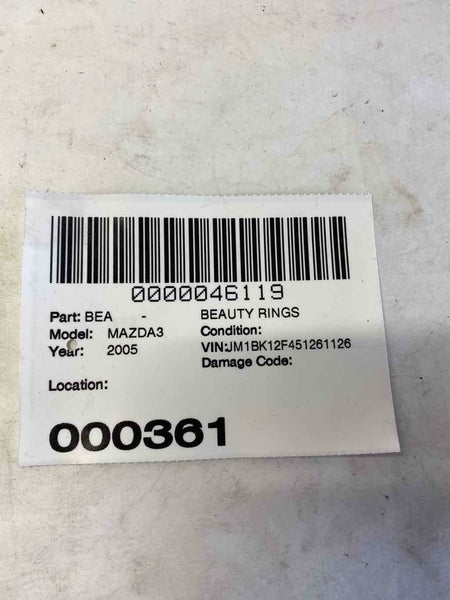 0000046119
Part: BEA - BEAUTY RINGS
Model: MAZDA3 Condition:
Year: 2005 VIN:JM1BK12F451261126
Damage Code:
Location:
000361